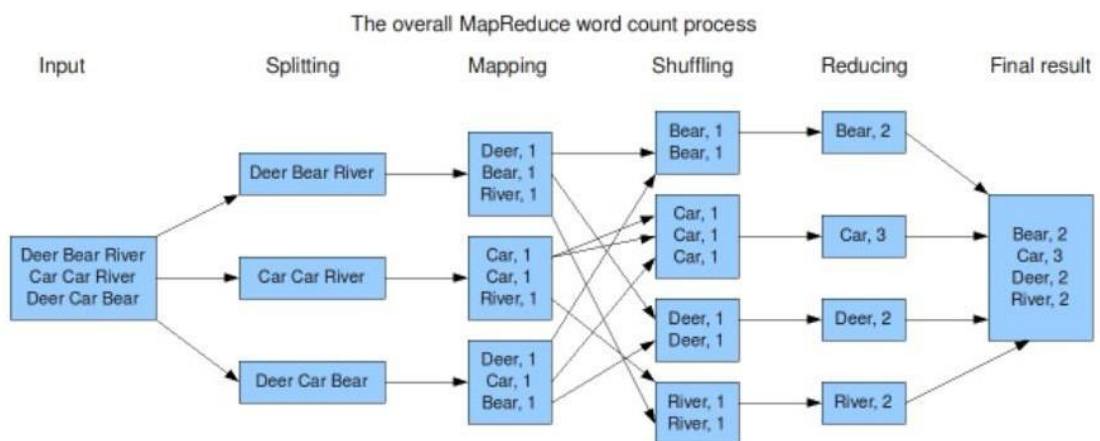 The overall MapReduce word count process
Input
Splitting
Mapping
Shuffling
Reducing
Final result
Deer Bear River
Car Car River
Deer Car Bear
Deer Bear River
Car Car River
Deer Car Bear
Deer, 1
Bear, 1
River, 1
Car, 1
Car, 1
River, 1
Deer, 1
Car, 1
Bear, 1
Bear, 1
Bear, 1
Car, 1
Car, 1
Car, 1
Deer, 1
Deer, 1
River, 1
River, 1
Bear, 2
Car, 3
Deer, 2
River, 2
Bear, 2
Car, 3
Deer, 2
River, 2